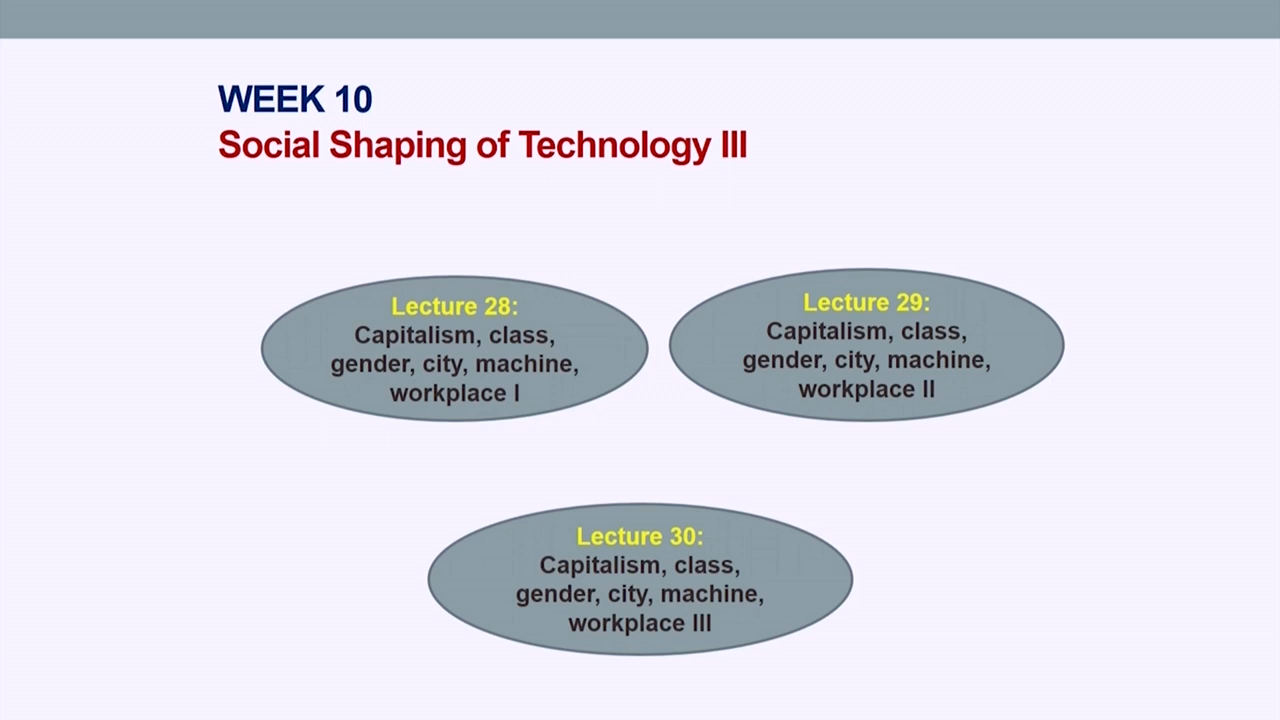 WEEK 10
Social Shaping of Technology III
Lecture 28:
Capitalism, class,
gender, city, machine,
workplace I
Lecture 29:
Capitalism, class,
gender, city, machine,
workplace II
Lecture 30:
Capitalism, class,
gender, city, machine,
workplace III